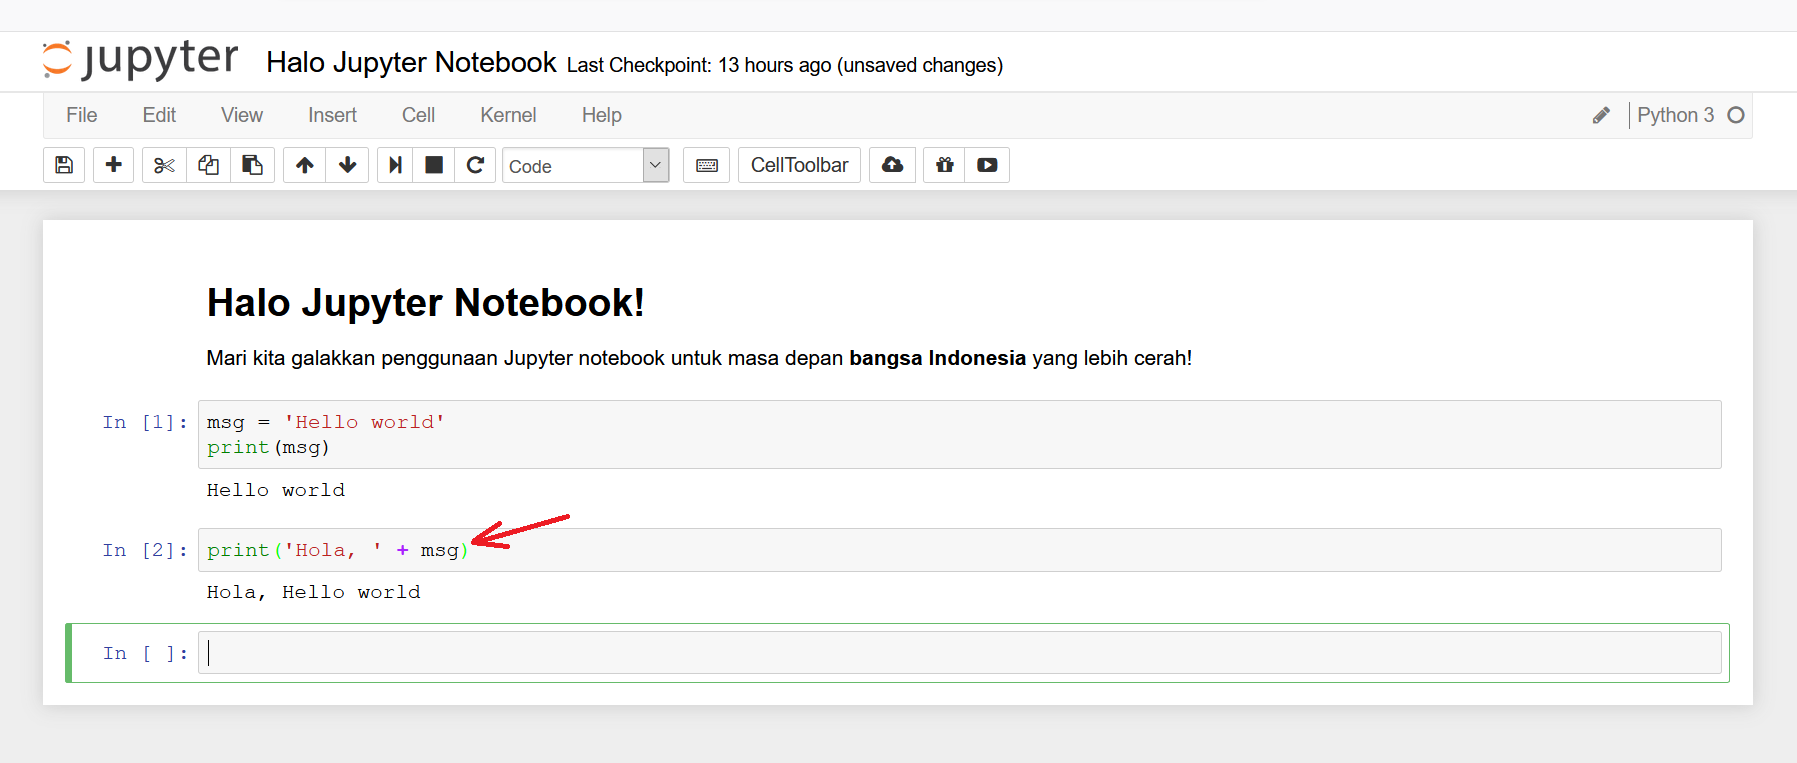 jupyter Halo Jupyter Notebook Last Checkpoint: 13 hours ago (unsaved changes)
File Edit View Insert Cell Kernel Help Python 3
Code CellToolbar
Halo Jupyter Notebook!
Mari kita galakkan penggunaan Jupyter notebook untuk masa depan bangsa Indonesia yang lebih cerah!
In [1]: msg = 'Hello world'
print(msg)
Hello world
In [2]: print('Hola, ' + msg)
Hola, Hello world
In [ ]: